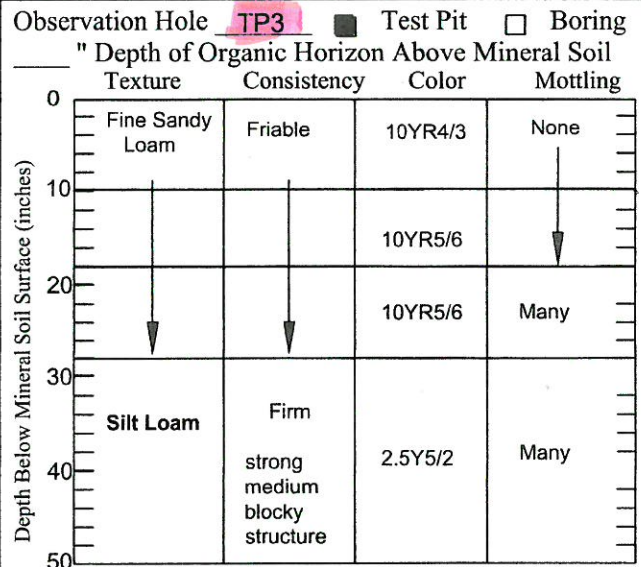 Observation Hole TP3 ■ Test Pit □ Boring
____ " Depth of Organic Horizon Above Mineral Soil
Texture Consistency Color Mottling
Depth Below Mineral Soil Surface (inches)
0
Fine Sandy Loam Friable 10YR4/3 None
10
10YR5/6
20
10YR5/6 Many
30
Silt Loam Firm
strong
medium
blocky
structure
2.5Y5/2 Many
40
50